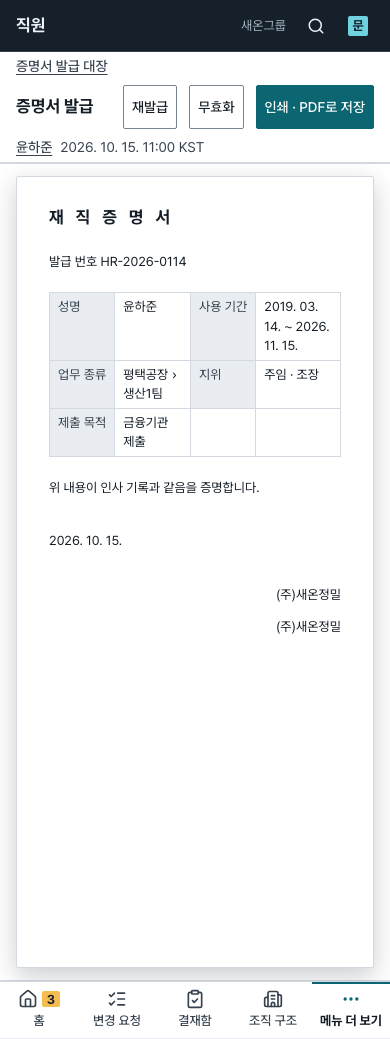 직원
새온그룹
문
증명서 발급 대장
증명서 발급
재발급
무효화
인쇄 · PDF로 저장
윤하준 2026. 10. 15. 11:00 KST
재 직 증 명 서
발급 번호 HR-2026-0114
성명
윤하준
사용 기간
2019. 03.
14. ~ 2026.
11. 15.
업무 종류
평택공장 ›
생산1팀
지위
주임 · 조장
제출 목적
금융기관
제출
위 내용이 인사 기록과 같음을 증명합니다.
2026. 10. 15.
(주)새온정밀
(주)새온정밀
3
홈
변경 요청
결재함
조직 구조
메뉴 더 보기